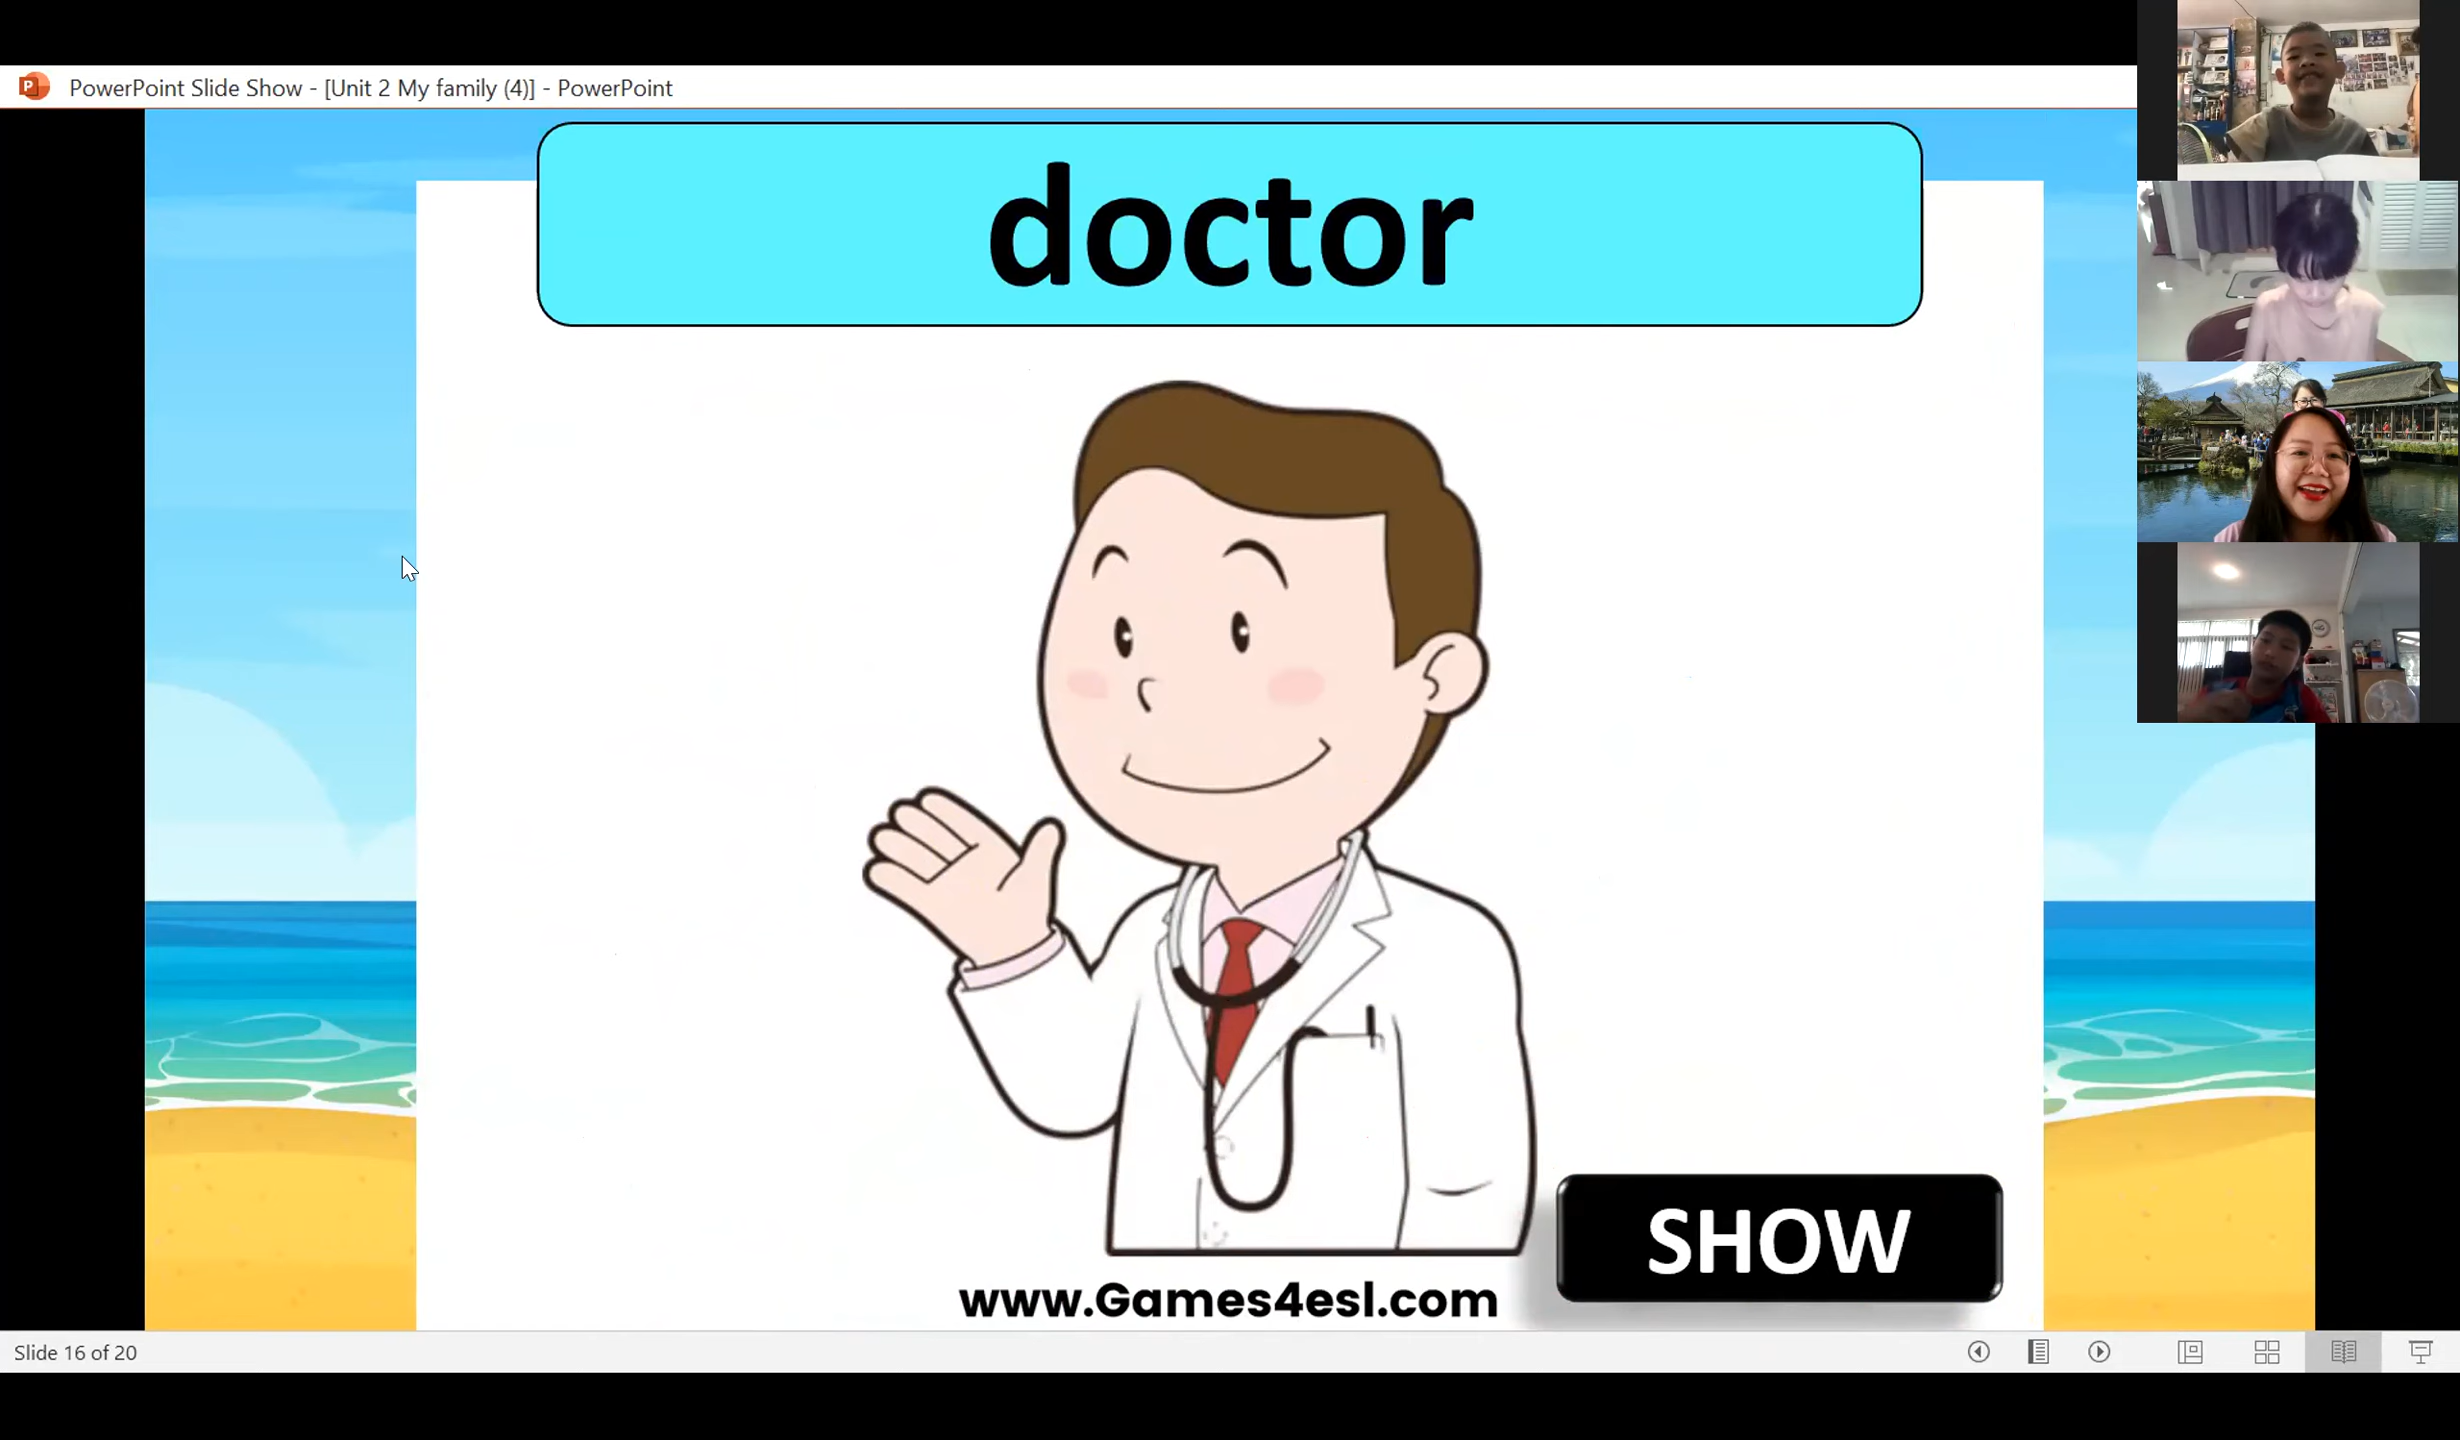 PowerPoint Slide Show - [Unit 2 My family (4)] - PowerPoint
doctor
SHOW
www.Games4esl.com
Slide 16 of 20